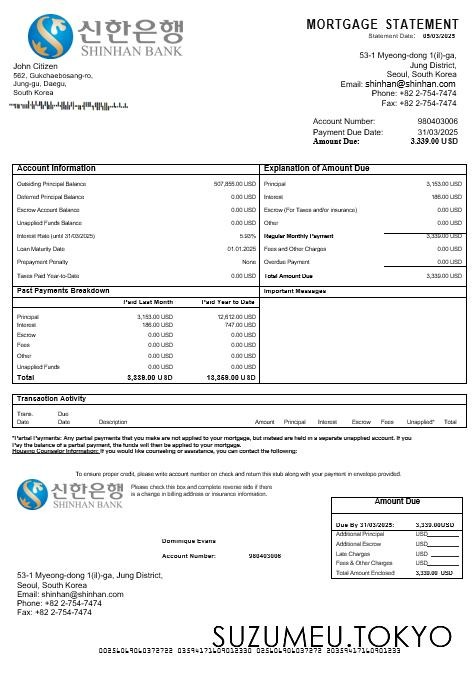 신한은행
SHINHAN BANK
MORTGAGE STATEMENT
Statement Date: 05/03/2025
John Citizen
562, Gukchaebosang-ro,
Jung-gu, Daegu,
South Korea
53-1 Myeong-dong 1(il)-ga,
Jung District,
Seoul, South Korea
Email: shinhan@shinhan.com
Phone: +82 2-754-7474
Fax: +82 2-754-7474
Account Number: 980403006
Payment Due Date: 31/03/2025
Amount Due: 3.339.00 USD
Account Information
Outsiding Principal Balance 507,855.00 USD
Deferred Principal Balance 0.00 USD
Escrow Account Balance 0.00 USD
Unapplied Funds Balance 0.00 USD
Interest Rate (until 31/03/2025) 5.93%
Loan Maturity Date 01.01.2025
Prepayment Penalty None
Taxes Paid Year-to-Date 0.00 USD
Explanation of Amount Due
Principal 3,153.00 USD
Interest 186.00 USD
Escrow (For Taxes and/or insurance) 0.00 USD
Regular Monthly Payment 3,339.00 USD
Fees and Other Charges 0.00 USD
Overdue Payment 0.00 USD
Total Amount Due 3,339.00 USD
Past Payments Breakdown
Paid Last Month Paid Year to Date
Principal 3,153.00 USD 12,612.00 USD
Interest 186.00 USD 747.00 USD
Escrow 0.00 USD 0.00 USD
Fees 0.00 USD 0.00 USD
Other 0.00 USD 0.00 USD
Unapplied Funds 0.00 USD 0.00 USD
Total 3,339.00 USD 13,359.00 USD
Important Messages
Transaction Activity
Trans. Date Due Date Description Amount Principal Interest Escrow Fees Unapplied* Total
*Partial Payments: Any partial payments that you make are not applied to your mortgage, but instead are held in a separate unapplied account. If you
Pay the balance of a partial payment, the funds will then be applied to your mortgage.
Housing Counselor Information: If you would like counseling or assistance, you can contact the following:
To ensure proper credit, please write account number on check and return this stub along with your payment in envelope provided.
신한은행
SHINHAN BANK
Please check this box and complete reverse side if there
is a change in billing address or insurance information.
Dominique Evans
Account Number: 980403006
Amount Due
Due By 31/03/2025: 3,339.00USD
Additional Principal USD
Additional Escrow USD
Late Charges USD
Fees & Other Charges USD
Total Amount Enclosed 3,339.00 USD
53-1 Myeong-dong 1(il)-ga, Jung District,
Seoul, South Korea
Email: shinhan@shinhan.com
Phone: +82 2-754-7474
Fax: +82 2-754-7474
SUZUMEU.TOKYO